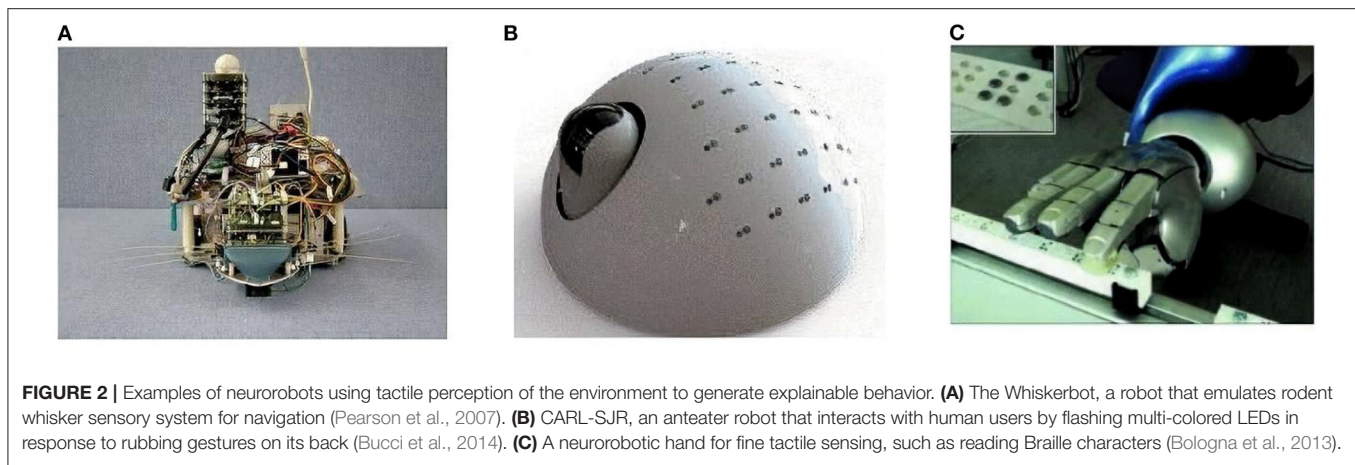 A
B
C
FIGURE 2 | Examples of neurorobots using tactile perception of the environment to generate explainable behavior. (A) The Whiskerbot, a robot that emulates rodent
whisker sensory system for navigation (Pearson et al., 2007). (B) CARL-SJR, an anteater robot that interacts with human users by flashing multi-colored LEDs in
response to rubbing gestures on its back (Bucci et al., 2014). (C) A neurorobotic hand for fine tactile sensing, such as reading Braille characters (Bologna et al., 2013).